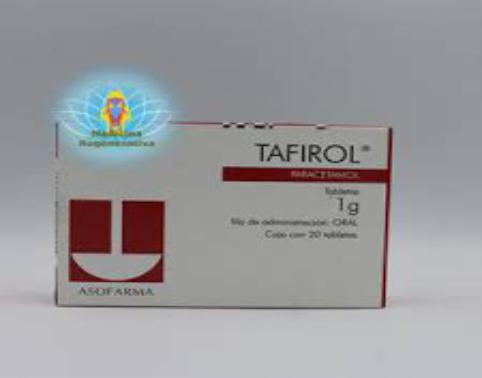 Medicina
Regenerativa
TAFIROL®
PARACETAMOL
Tabletas
1g
Vía de administración: ORAL
Caja con 20 tabletas
ASOFARMA